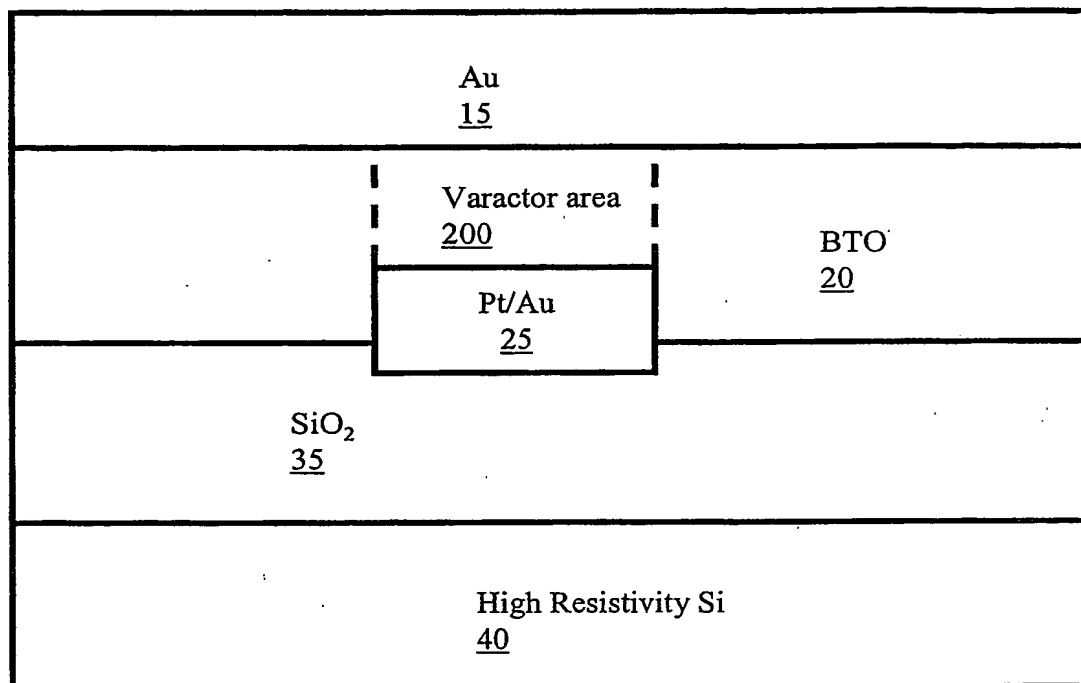 Au
15
Varactor area
200
BTO
20
Pt/Au
25
SiO₂
35
High Resistivity Si
40